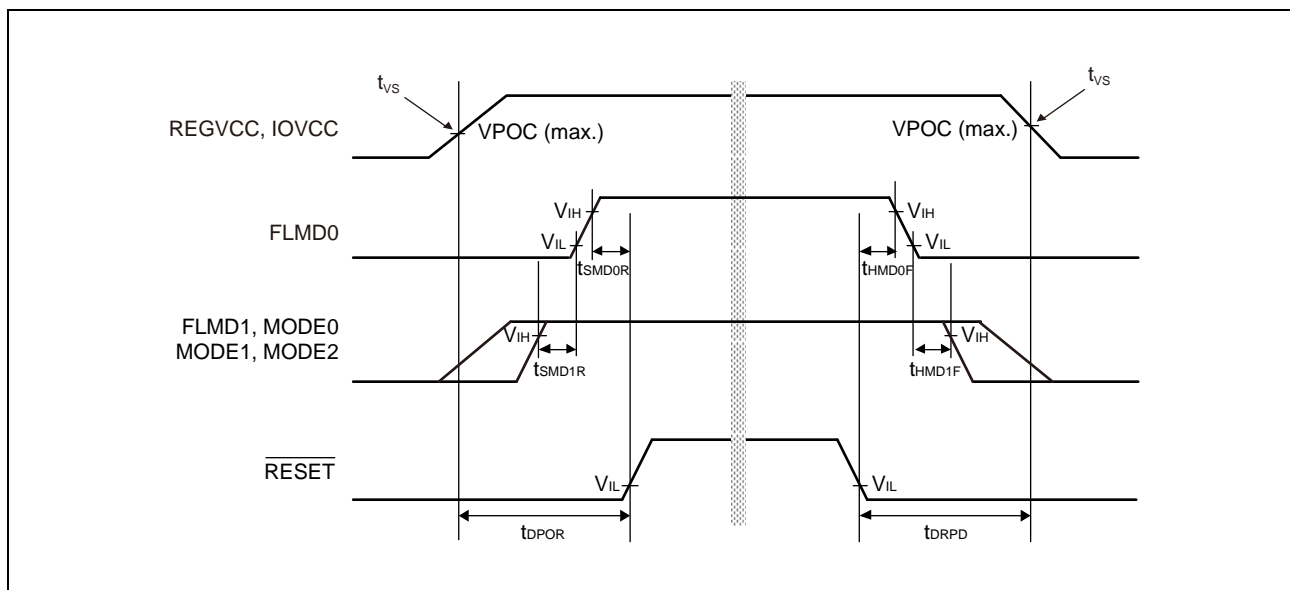 tVS
tVS
REGVCC, IOVCC
VPOC (max.)
VPOC (max.)
VIH
VIH
FLMD0
VIL
VIL
tSMD0R
tHMD0F
FLMD1, MODE0
MODE1, MODE2
VIH
VIH
tSMD1R
tHMD1F
RESET
VIL
VIL
tDPOR
tDRPD